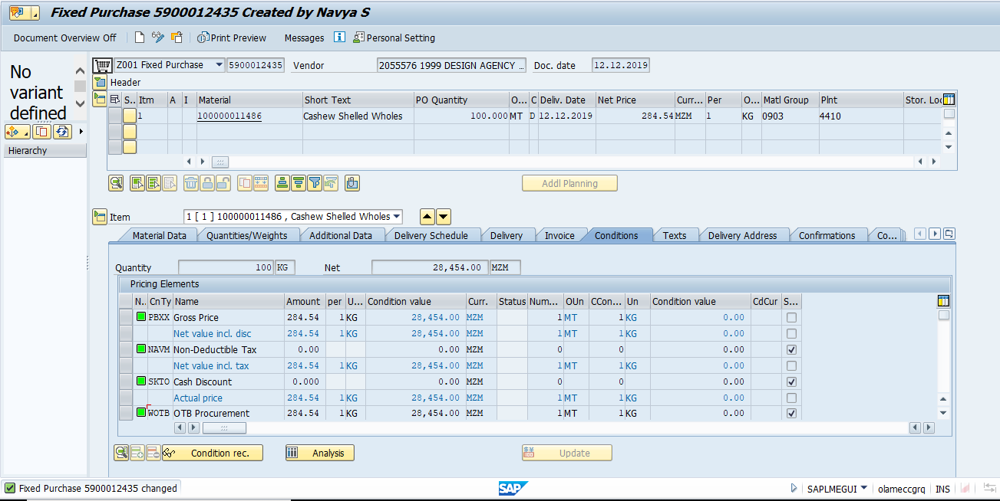 Fixed Purchase 5900012435 Created by Navya S
Document Overview Off Print Preview Messages Personal Setting
No variant defined
Hierarchy
Z001 Fixed Purchase 5900012435 Vendor 2055576 1999 DESIGN AGENCY ... Doc. date 12.12.2019
Header
S.. Itm A I Material Short Text PO Quantity O... C Deliv. Date Net Price Curr... Per O... Matl Group Plnt Stor. Loc
1 100000011486 Cashew Shelled Wholes 100.000 MT D 12.12.2019 284.54 MZM 1 KG 0903 4410
Addl Planning
Item 1 [ 1 ] 100000011486 , Cashew Shelled Wholes
Material Data Quantities/Weights Additional Data Delivery Schedule Delivery Invoice Conditions Texts Delivery Address Confirmations Co...
Quantity 100 KG Net 28,454.00 MZM
Pricing Elements
N.. CnTy Name Amount per U... Condition value Curr. Status Num... OUn CCon... Un Condition value CdCur S...
PBXX Gross Price 284.54 1 KG 28,454.00 MZM 1 MT 1 KG 0.00
Net value incl. disc 284.54 1 KG 28,454.00 MZM 1 MT 1 KG 0.00
NAVM Non-Deductible Tax 0.00 0.00 MZM 0 0 0.00
Net value incl. tax 284.54 1 KG 28,454.00 MZM 1 MT 1 KG 0.00
SKTO Cash Discount 0.000 0.00 MZM 0 0 0.00
Actual price 284.54 1 KG 28,454.00 MZM 1 MT 1 KG 0.00
WOTB OTB Procurement 284.54 1 KG 28,454.00 MZM 1 MT 1 KG 0.00
Condition rec. Analysis Update
Fixed Purchase 5900012435 changed SAP SAPLMEGUI olameccgrq INS